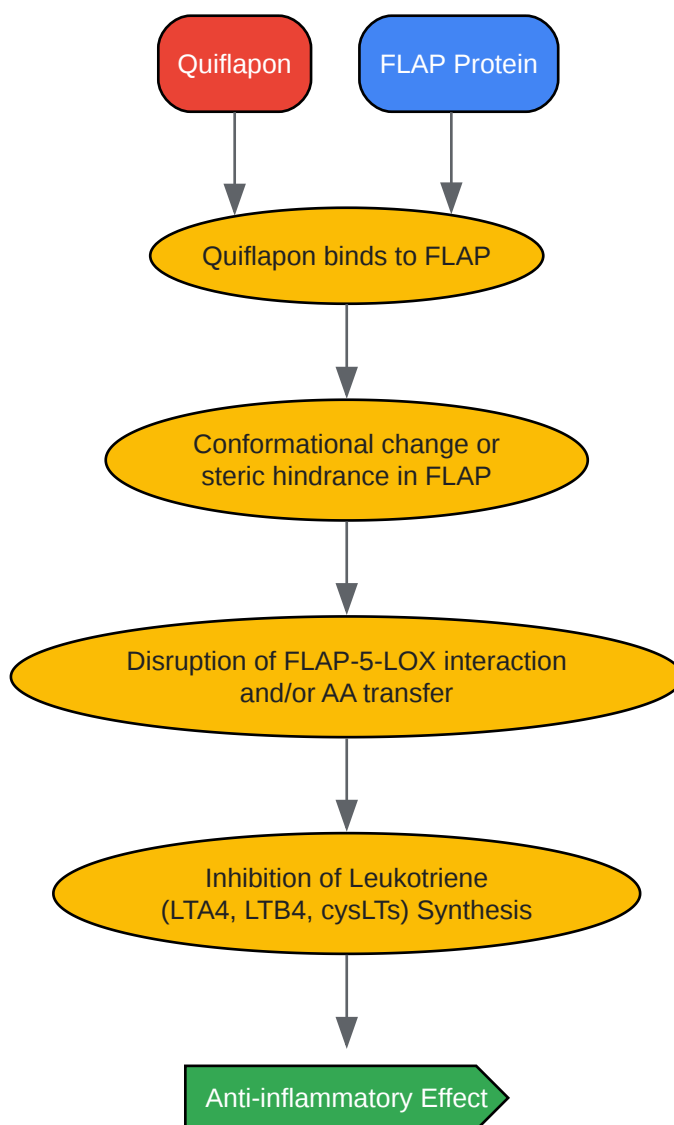 Quiflapon
FLAP Protein
Quiflapon binds to FLAP
Conformational change or
steric hindrance in FLAP
Disruption of FLAP-5-LOX interaction
and/or AA transfer
Inhibition of Leukotriene
(LTA4, LTB4, cysLTs) Synthesis
Anti-inflammatory Effect